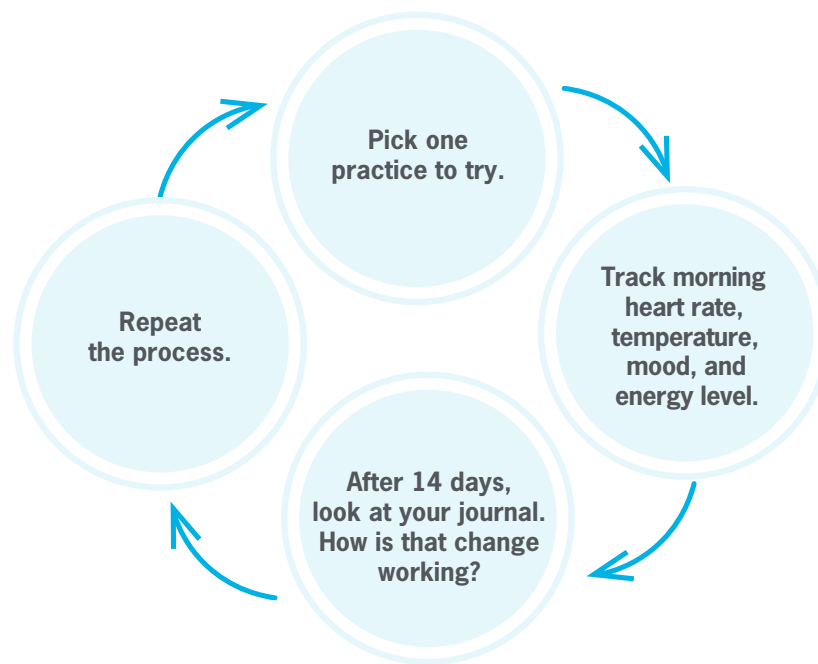 Pick one
practice to try.
Track morning
heart rate,
temperature,
mood, and
energy level.
After 14 days,
look at your journal.
How is that change
working?
Repeat
the process.